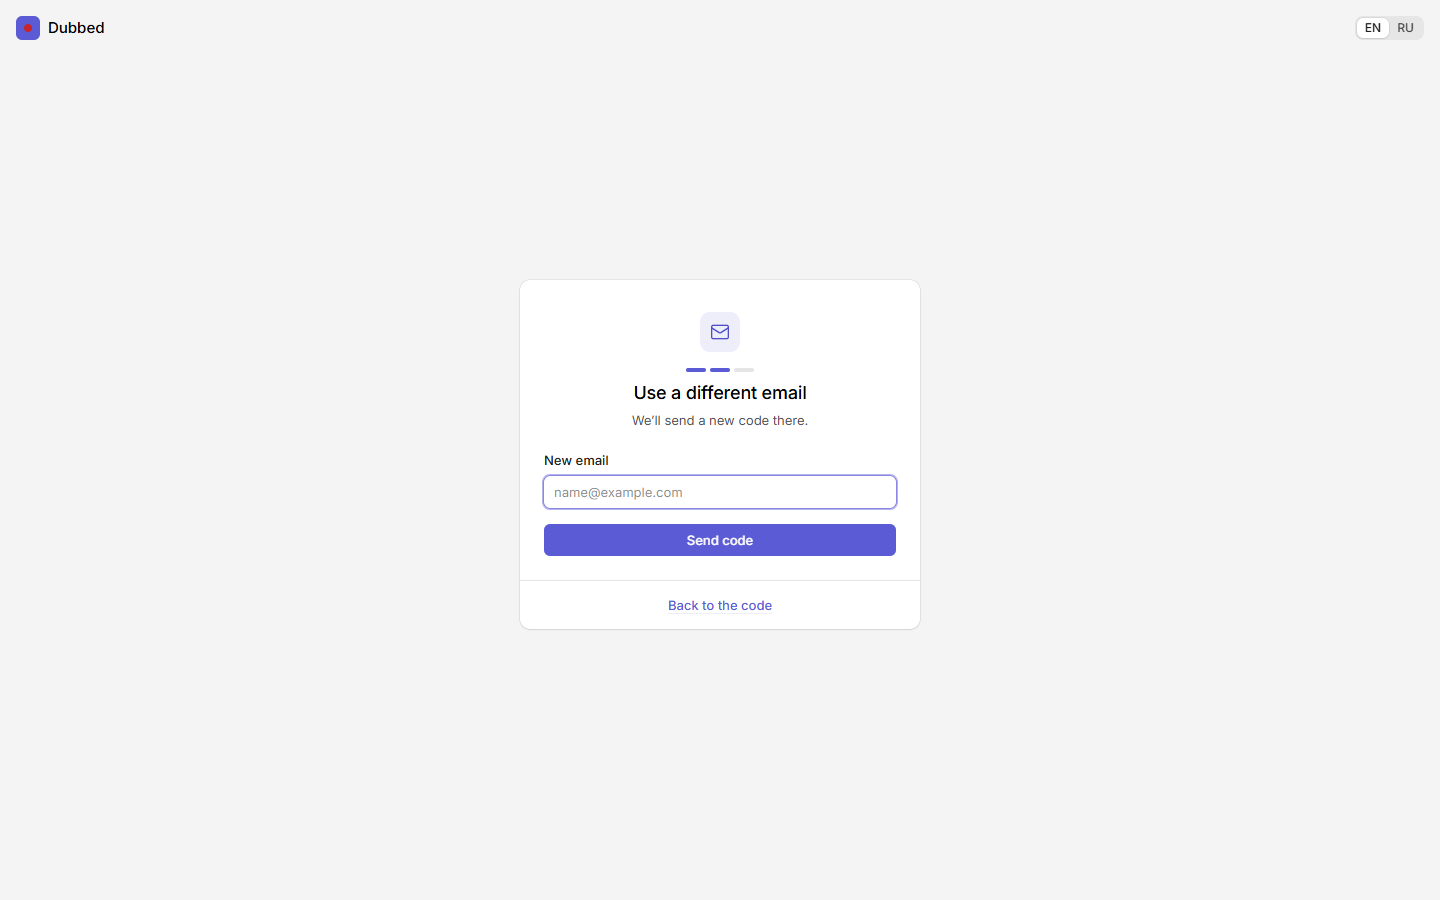 Dubbed
EN RU
Use a different email
We’ll send a new code there.
New email
name@example.com
Send code
Back to the code